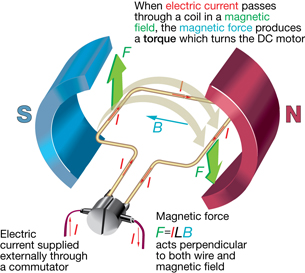 When electric current passes
through a coil in a magnetic
field, the magnetic force produces
a torque which turns the DC motor
F
S
N
I
I
B
I
I
F
I
I
I
I
Electric
current supplied
externally through
a commutator
Magnetic force
F=ILB
acts perpendicular
to both wire and
magnetic field